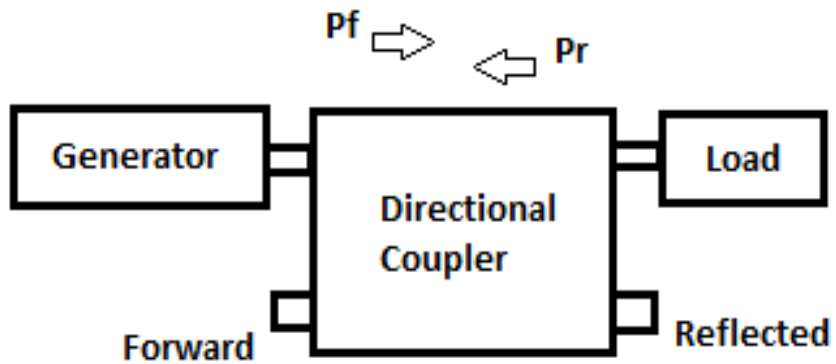 Pf
Pr
Generator
Directional
Coupler
Load
Forward
Reflected